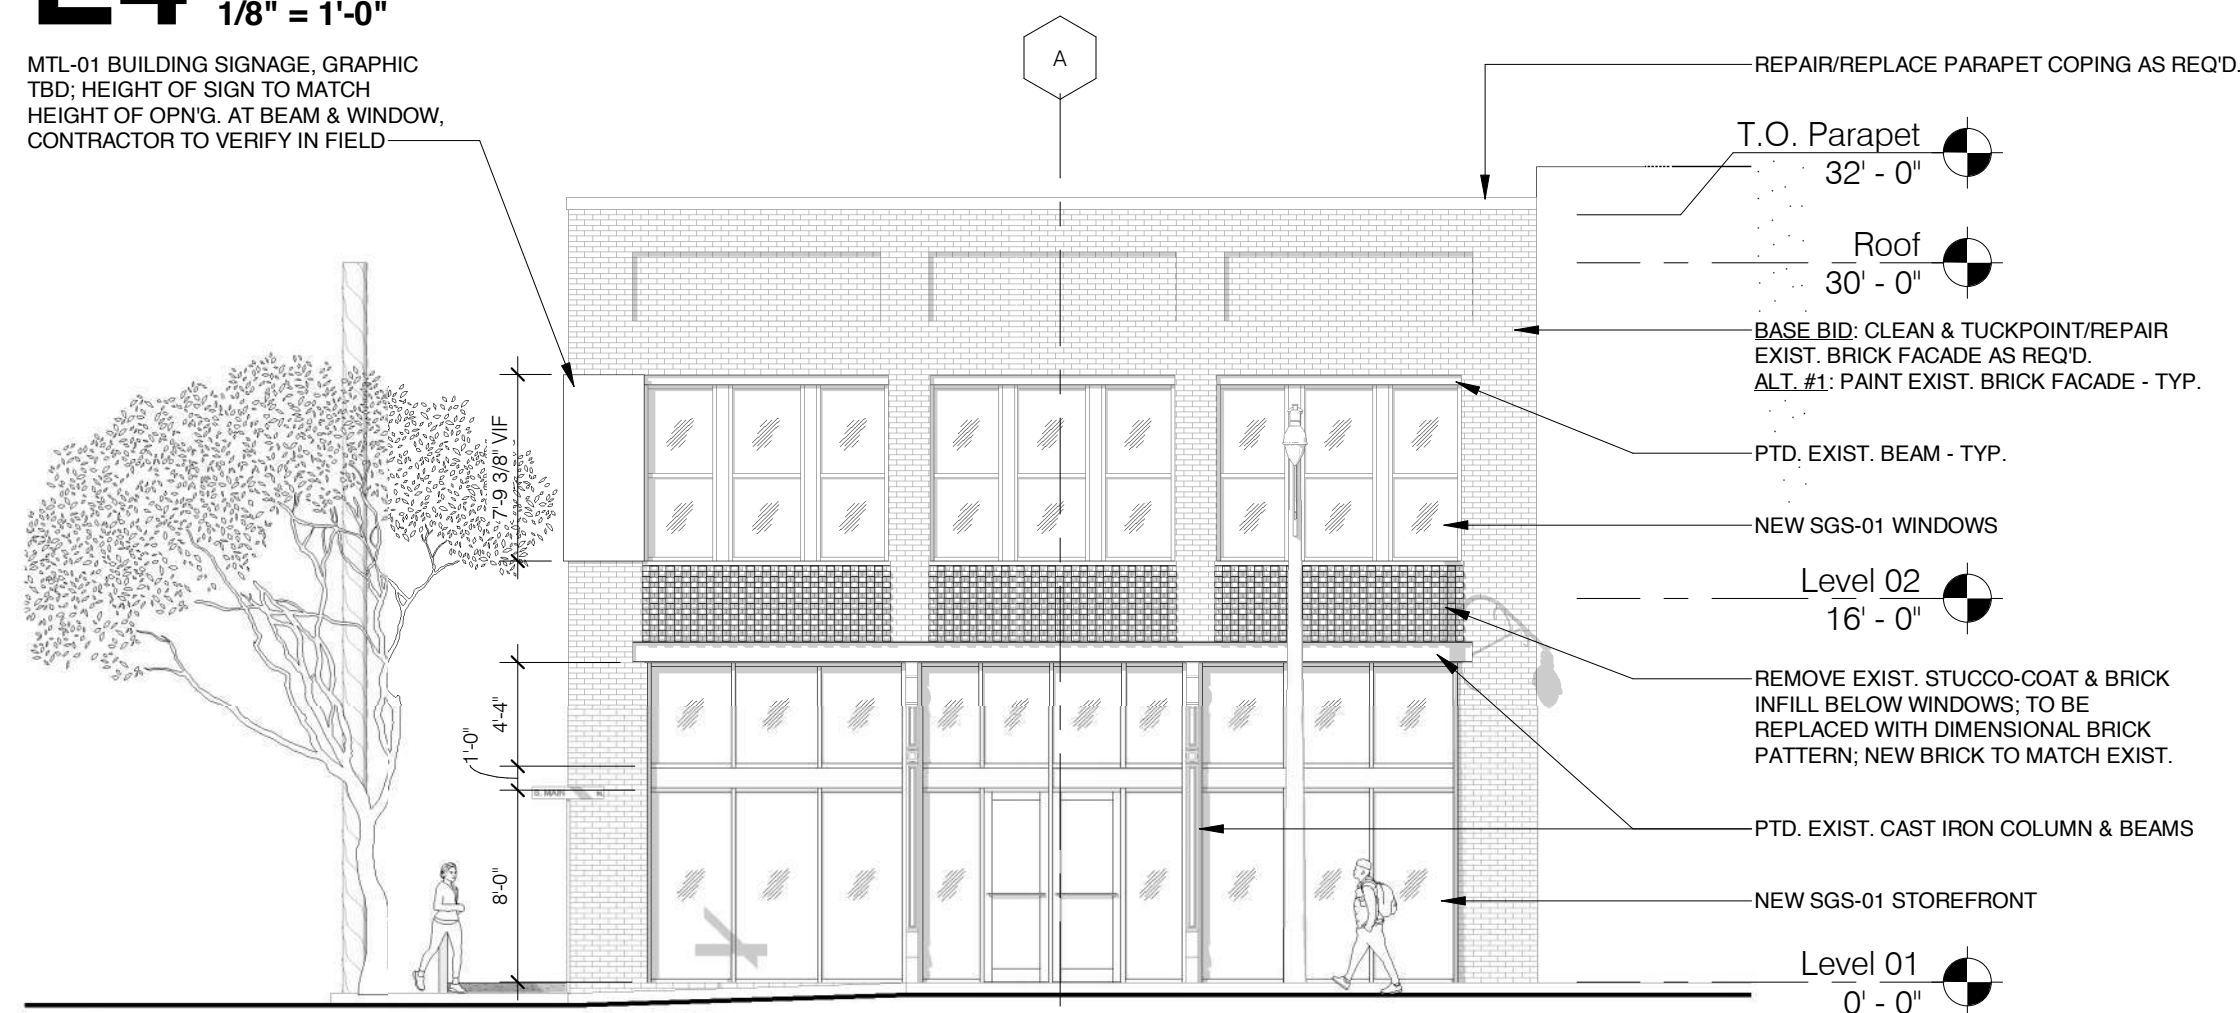 1/8" = 1'-0"
MTL-01 BUILDING SIGNAGE, GRAPHIC
TBD; HEIGHT OF SIGN TO MATCH
HEIGHT OF OPN'G. AT BEAM & WINDOW,
CONTRACTOR TO VERIFY IN FIELD
A
REPAIR/REPLACE PARAPET COPING AS REQ'D.
T.O. Parapet
32' - 0"
Roof
30' - 0"
BASE BID: CLEAN & TUCKPOINT/REPAIR
EXIST. BRICK FACADE AS REQ'D.
ALT. #1: PAINT EXIST. BRICK FACADE - TYP.
PTD. EXIST. BEAM - TYP.
7'-9 3/8" VIF
NEW SGS-01 WINDOWS
Level 02
16' - 0"
REMOVE EXIST. STUCCO-COAT & BRICK
INFILL BELOW WINDOWS; TO BE
REPLACED WITH DIMENSIONAL BRICK
PATTERN; NEW BRICK TO MATCH EXIST.
4'-4"
1'-0"
S. MAIN
PTD. EXIST. CAST IRON COLUMN & BEAMS
8'-0"
NEW SGS-01 STOREFRONT
Level 01
0' - 0"